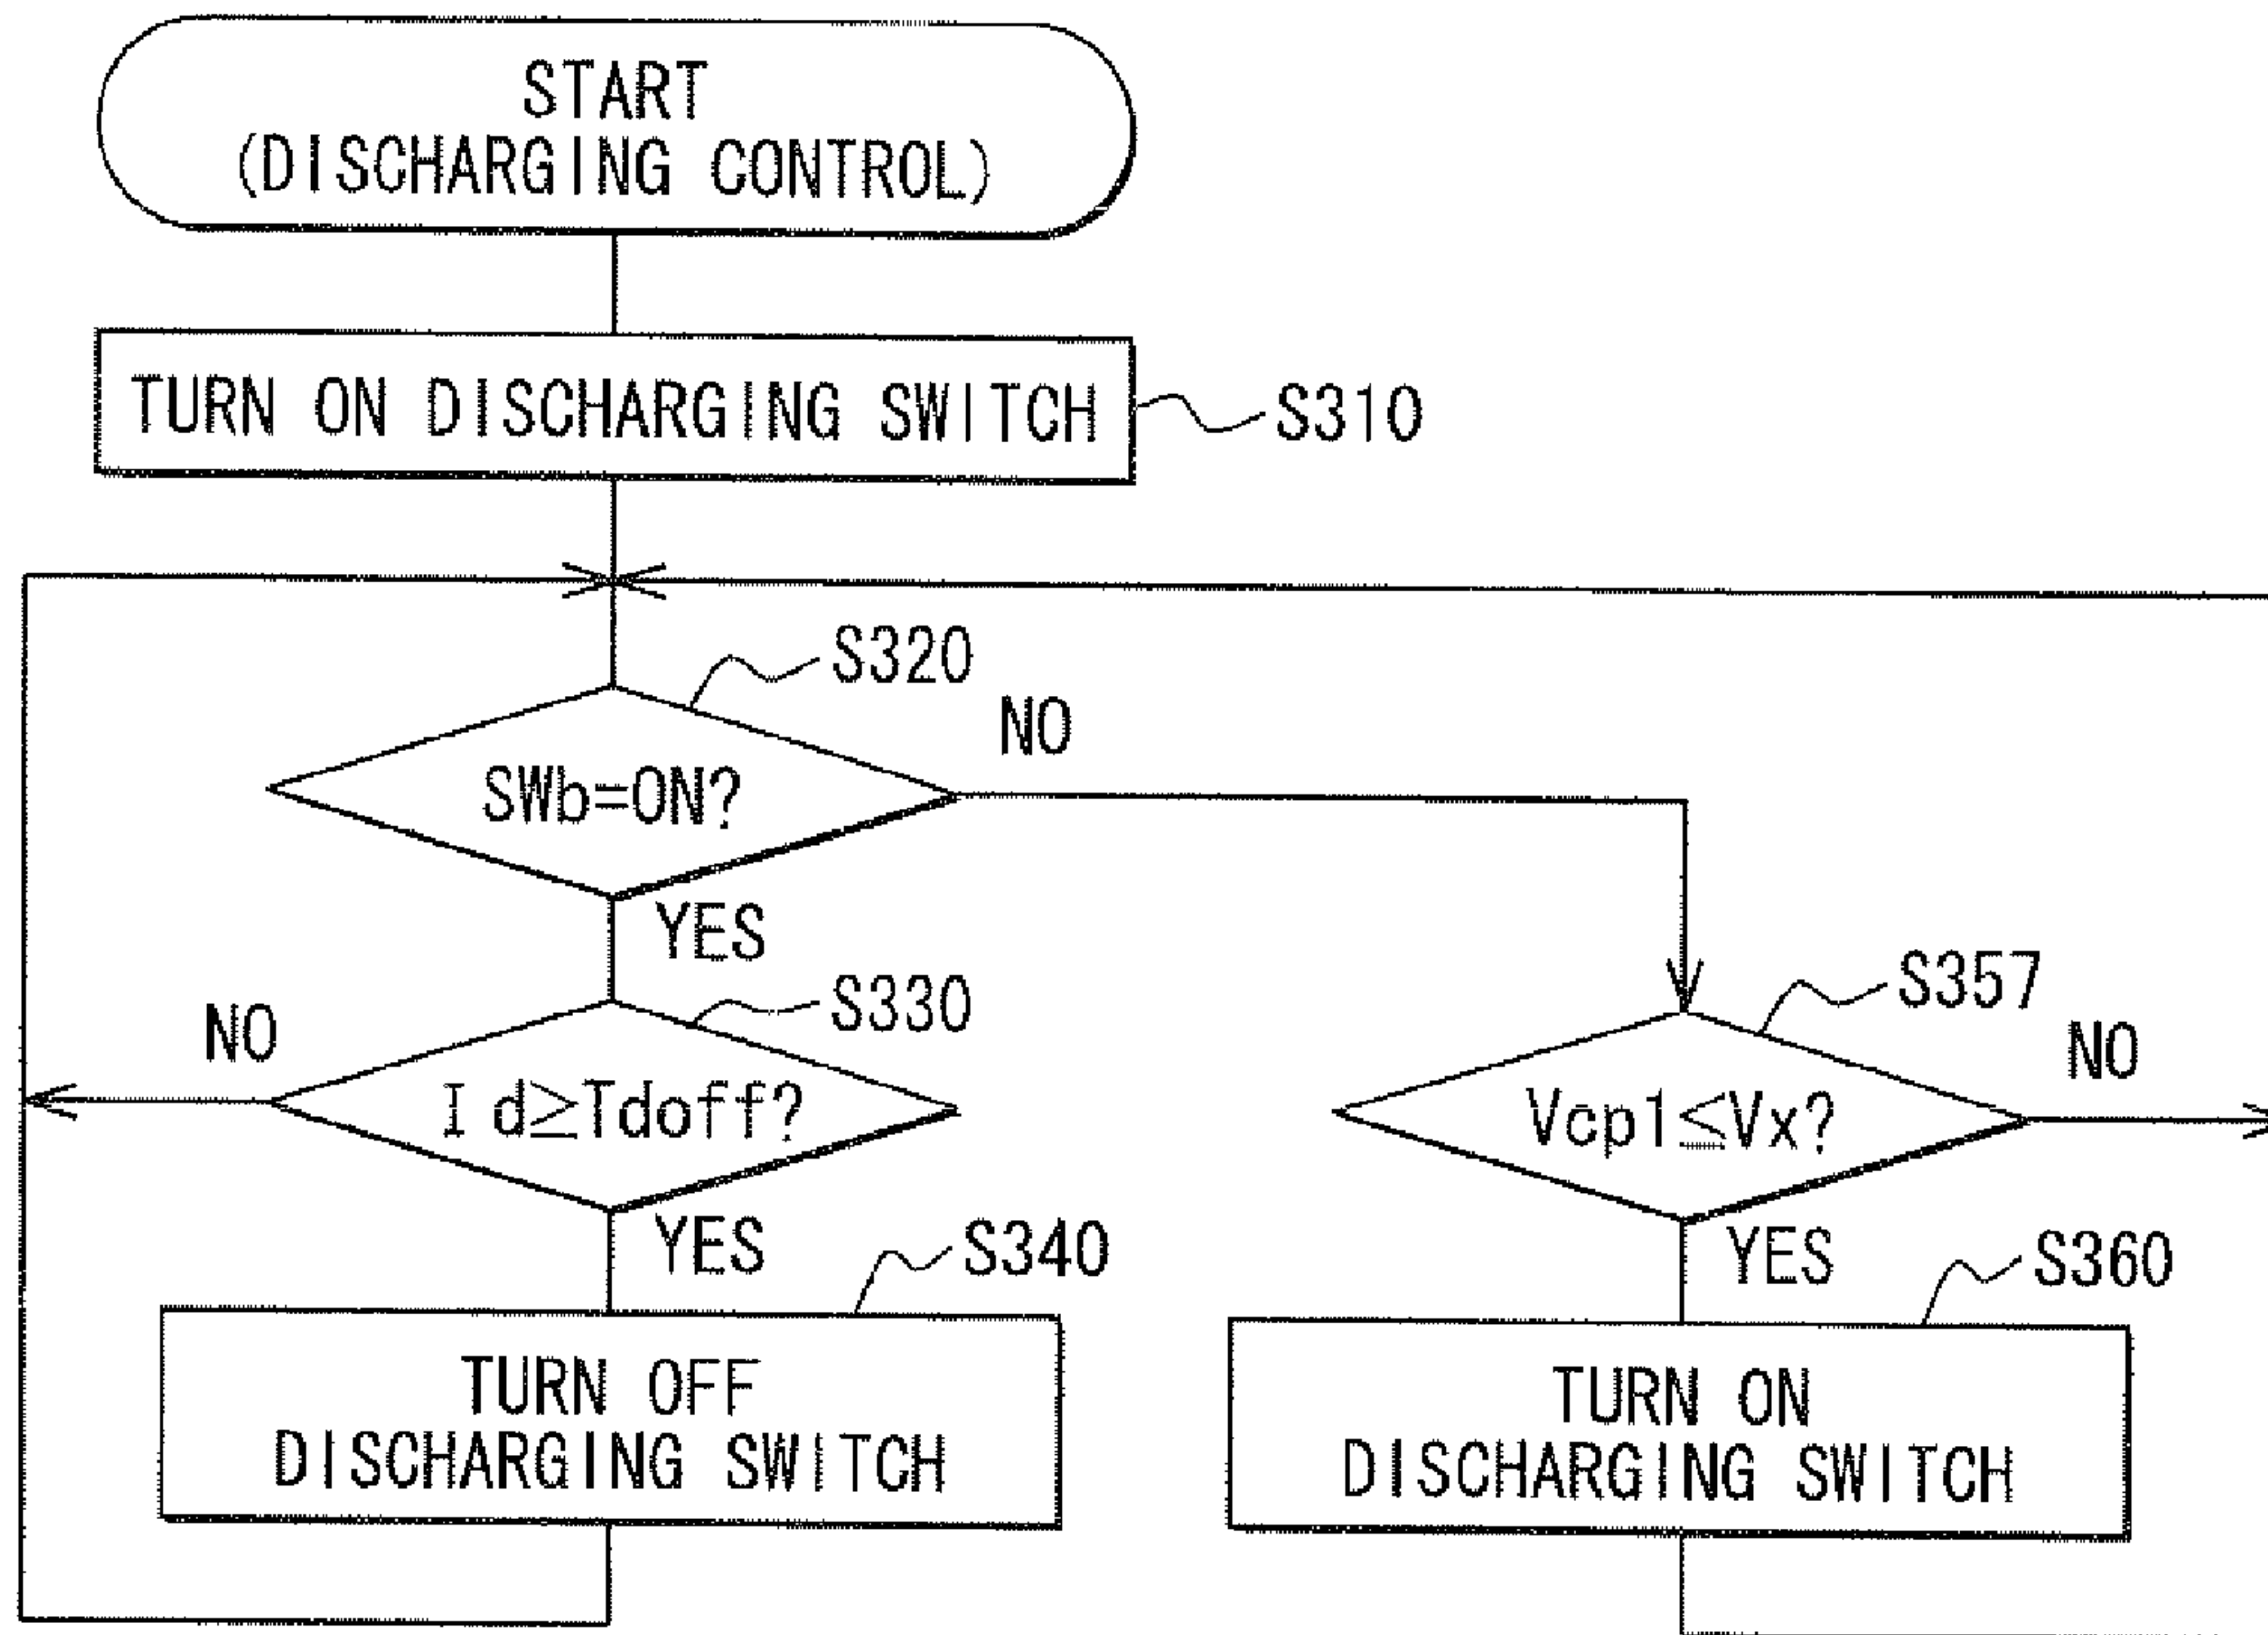 START
(DISCHARGING CONTROL)
TURN ON DISCHARGING SWITCH
S310
S320
NO
SWb=ON?
YES
S330
NO
Id≥Tdoff?
YES
S357
NO
Vcp1≤Vx?
YES
S340
TURN OFF
DISCHARGING SWITCH
S360
TURN ON
DISCHARGING SWITCH